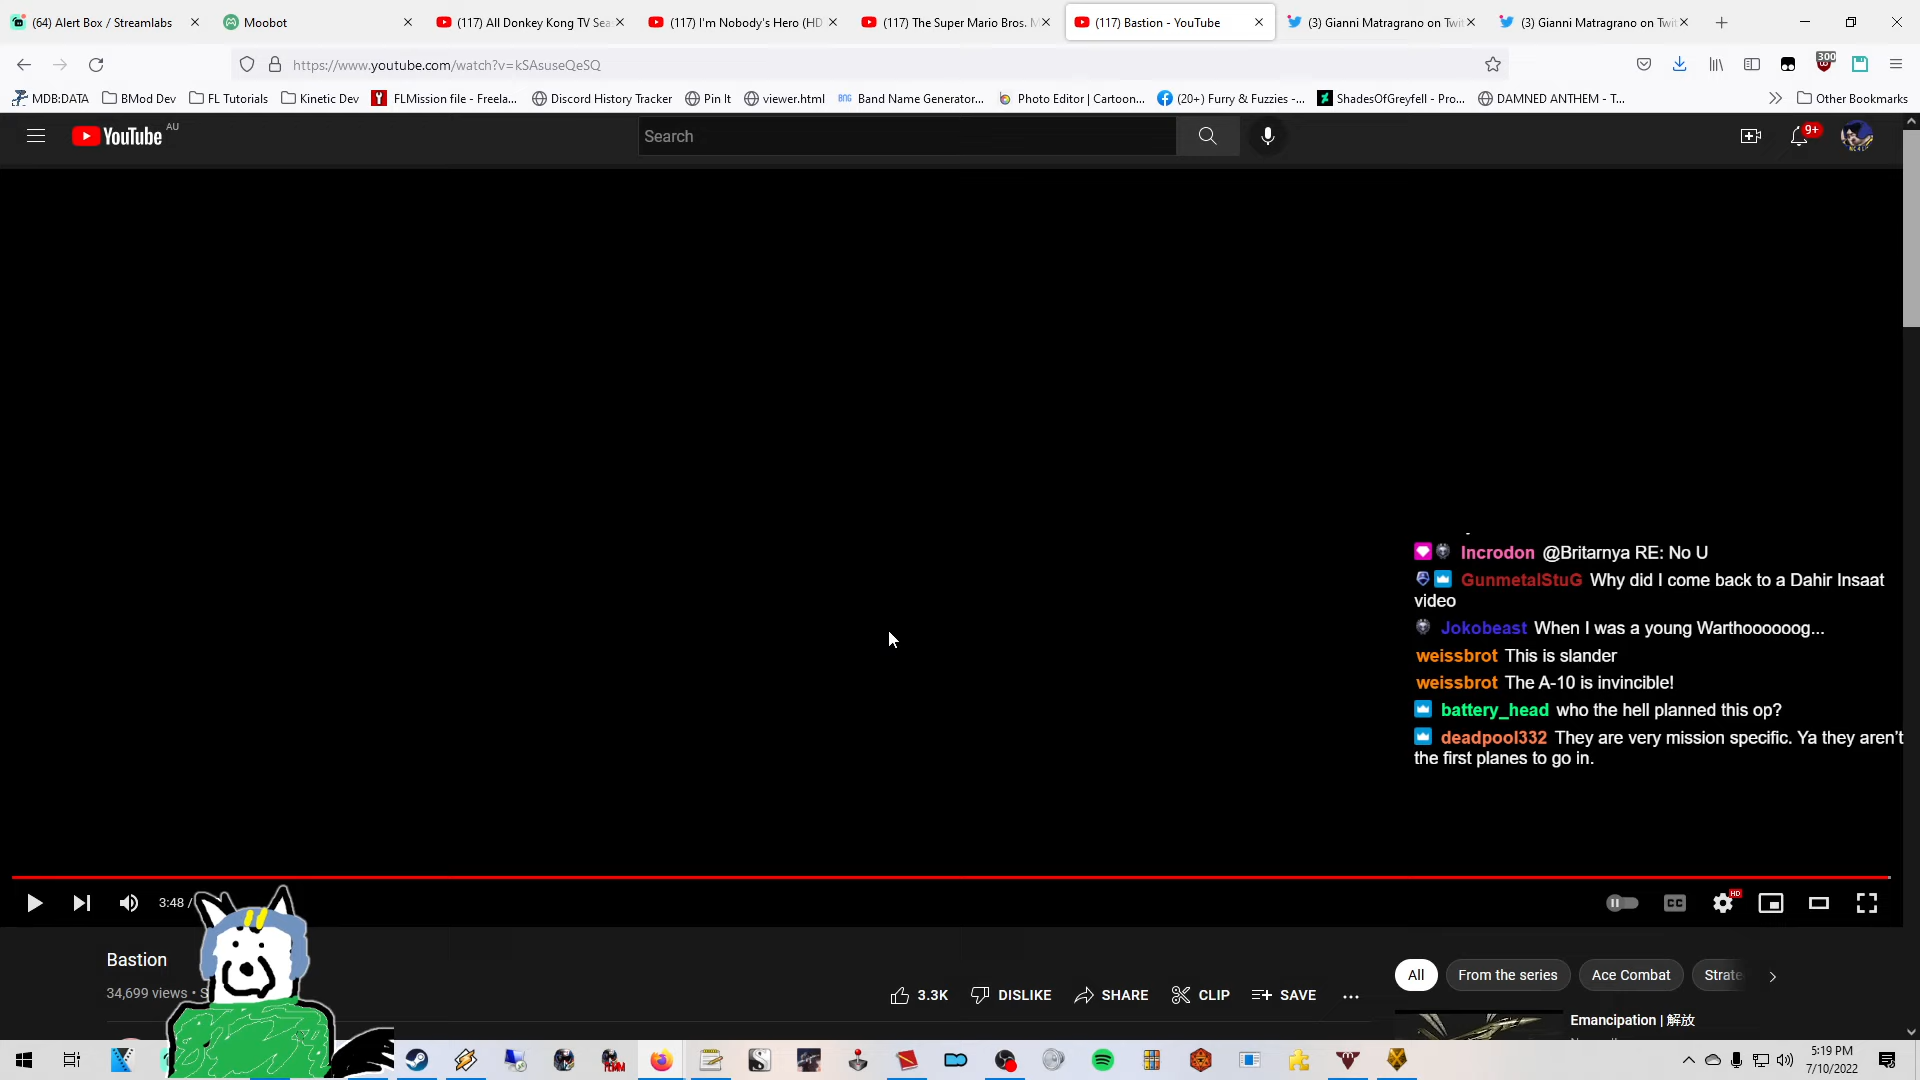 (64) Alert Box / Streamlabs
Moobot
(117) All Donkey Kong TV Sea
(117) I'm Nobody's Hero (HD
(117) The Super Mario Bros. M
(117) Bastion - YouTube
(3) Gianni Matragrano on Twit
(3) Gianni Matragrano on Twit
https://www.youtube.com/watch?v=kSAsuseQeSQ
300
MDB:DATA
BMod Dev
FL Tutorials
Kinetic Dev
FLMission file - Freela...
Discord History Tracker
Pin It
viewer.html
BNG Band Name Generator...
Photo Editor | Cartoon...
(20+) Furry & Fuzzies -...
ShadesOfGreyfell - Pro...
DAMNED ANTHEM - T...
Other Bookmarks
YouTube AU
Search
9+
Incrodon @Britarnya RE: No U
GunmetalStuG Why did I come back to a Dahir Insaat
video
Jokobeast When I was a young Warthoooooog...
weissbrot This is slander
weissbrot The A-10 is invincible!
battery_head who the hell planned this op?
deadpool332 They are very mission specific. Ya they aren't
the first planes to go in.
3:48 /
CC
HD
Bastion
34,699 views • S
3.3K
DISLIKE
SHARE
CLIP
SAVE
All
From the series
Ace Combat
Strate
Emancipation | 解放
5:19 PM
7/10/2022